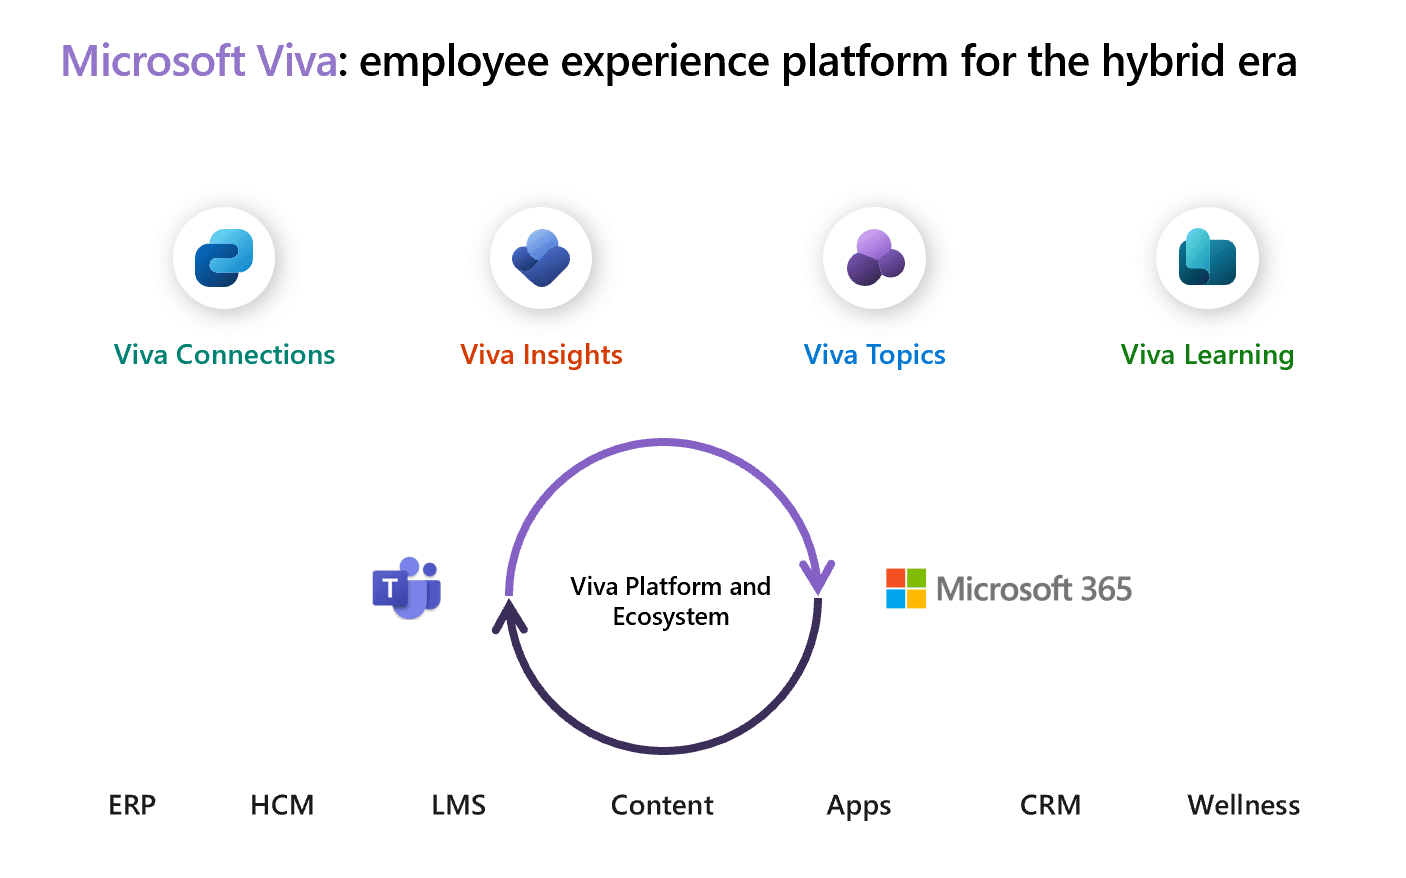 Microsoft Viva: employee experience platform for the hybrid era
Viva Connections
Viva Insights
Viva Topics
Viva Learning
T
Viva Platform and
Ecosystem
Microsoft 365
ERP
HCM
LMS
Content
Apps
CRM
Wellness